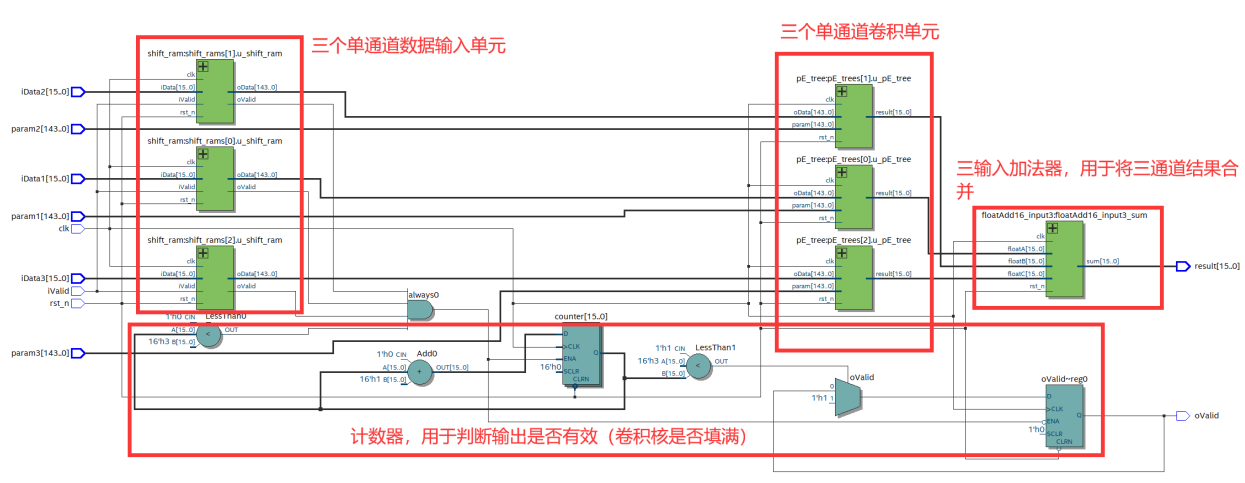 三个单通道卷积单元
三个单通道数据输入单元
shift_ram:shift_rams[1].u_shift_ram
clk
iData[15..0]
iValid
rst_n
oData[143..0]
oValid
iData2[15..0]
param2[143..0]
shift_ram:shift_rams[0].u_shift_ram
clk
iData[15..0]
iValid
rst_n
oData[143..0]
oValid
iData1[15..0]
param1[143..0]
clk
shift_ram:shift_rams[2].u_shift_ram
clk
iData[15..0]
iValid
rst_n
oData[143..0]
oValid
iData3[15..0]
iValid
rst_n
param3[143..0]
pE_tree:pE_trees[1].u_pE_tree
clk
oData[143..0]
param[143..0]
rst_n
result[15..0]
pE_tree:pE_trees[0].u_pE_tree
clk
oData[143..0]
param[143..0]
rst_n
result[15..0]
pE_tree:pE_trees[2].u_pE_tree
clk
oData[143..0]
param[143..0]
rst_n
result[15..0]
三输入加法器，用于将三通道结果合
并
floatAdd16_input3:floatAdd16_input3_sum
clk
floatA[15..0]
floatB[15..0]
floatC[15..0]
rst_n
sum[15..0]
result[15..0]
always0
LessThan0
1'h0 CIN
A[15..0]
16'h3 B[15..0]
<
OUT
Add0
1'h0 CIN
A[15..0]
16'h1 B[15..0]
+
OUT[15..0]
counter[15..0]
D
>CLK
ENA
16'h0
SCLR
CLRN
Q
LessThan1
1'h1 CIN
16'h3 A[15..0]
B[15..0]
<
OUT
oValid
0
1'h1 1
oValid~reg0
D
>CLK
ENA
1'h0
SCLR
CLRN
Q
oValid
计数器，用于判断输出是否有效（卷积核是否填满）